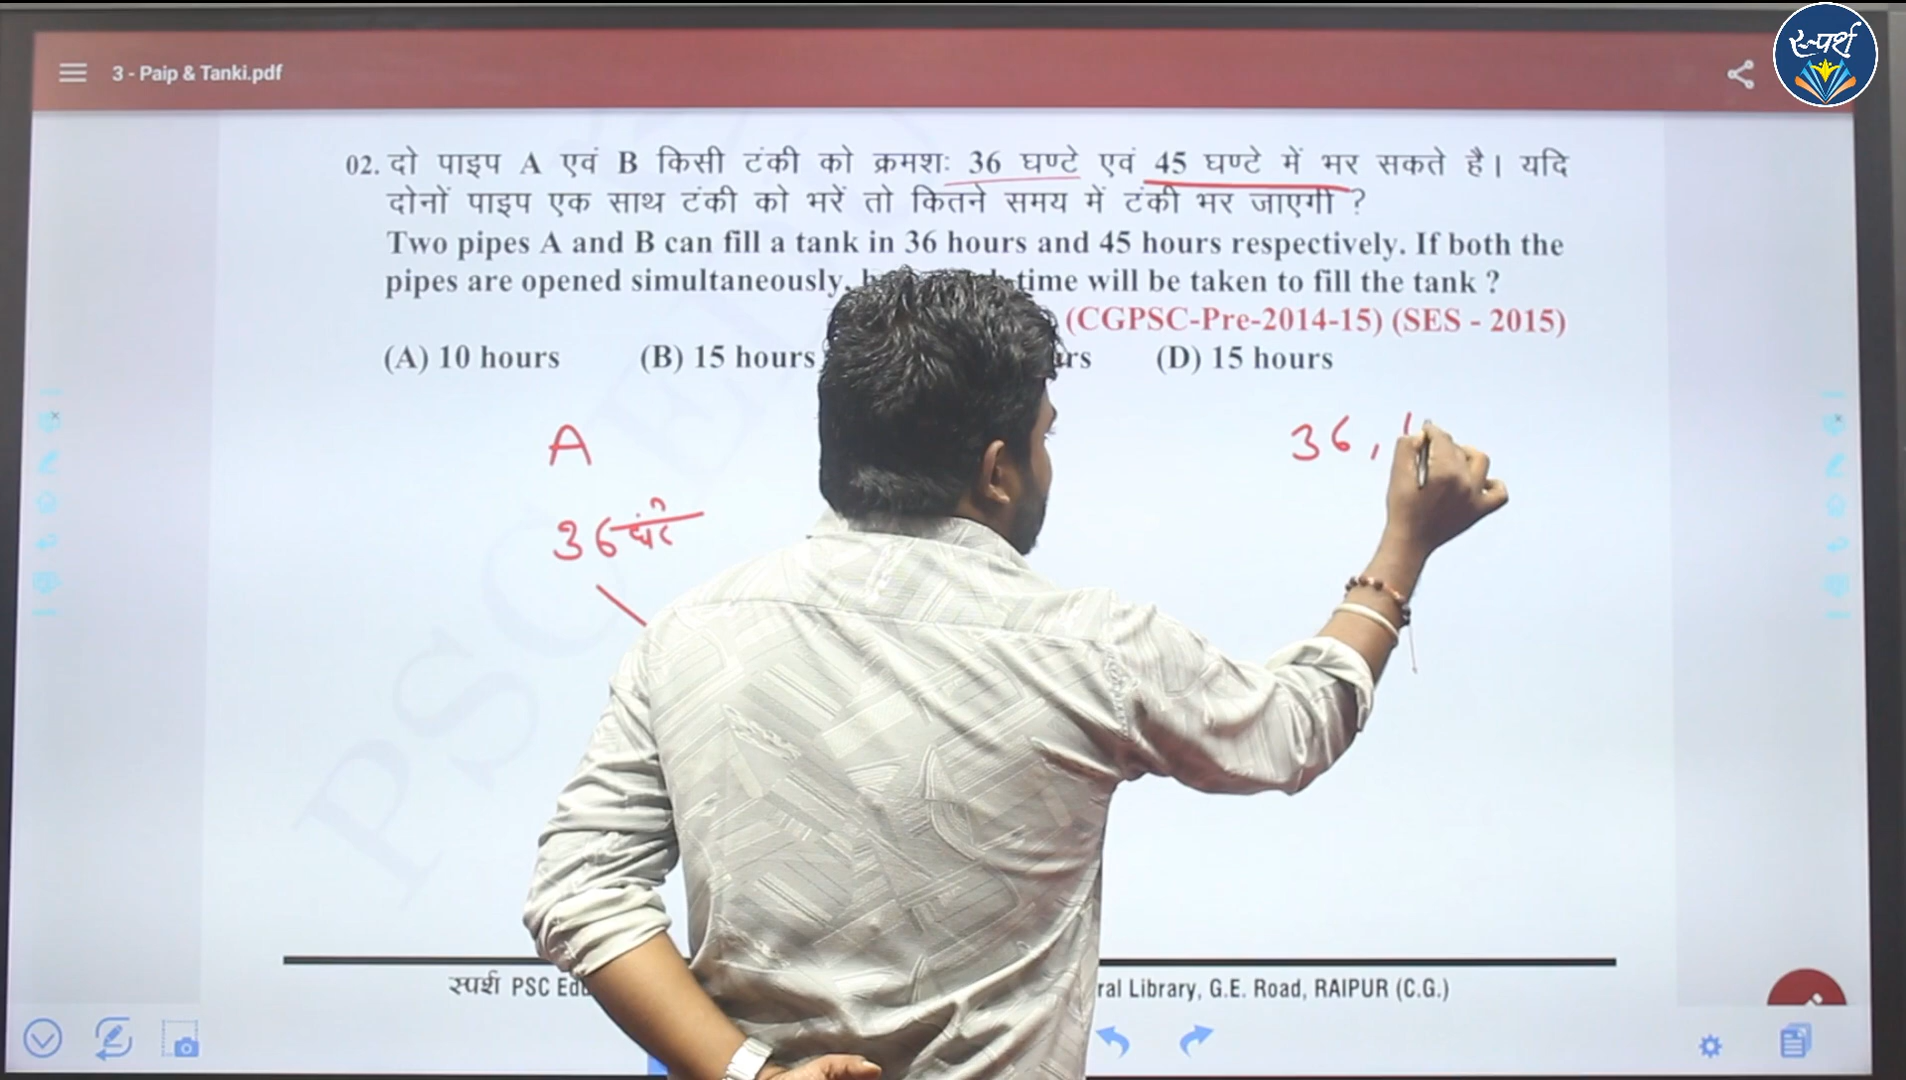 स्पर्श
3 - Paip & Tanki.pdf
02. दो पाइप A एवं B किसी टंकी को क्रमशः 36 घण्टे एवं 45 घण्टे में भर सकते है। यदि
दोनों पाइप एक साथ टंकी को भरें तो कितने समय में टंकी भर जाएगी ?
Two pipes A and B can fill a tank in 36 hours and 45 hours respectively. If both the
pipes are opened simultaneously, time will be taken to fill the tank ?
(CGPSC-Pre-2014-15) (SES - 2015)
(A) 10 hours (B) 15 hours (D) 15 hours
A
36 घंटे
36,
स्पर्श PSC Library, G.E. Road, RAIPUR (C.G.)